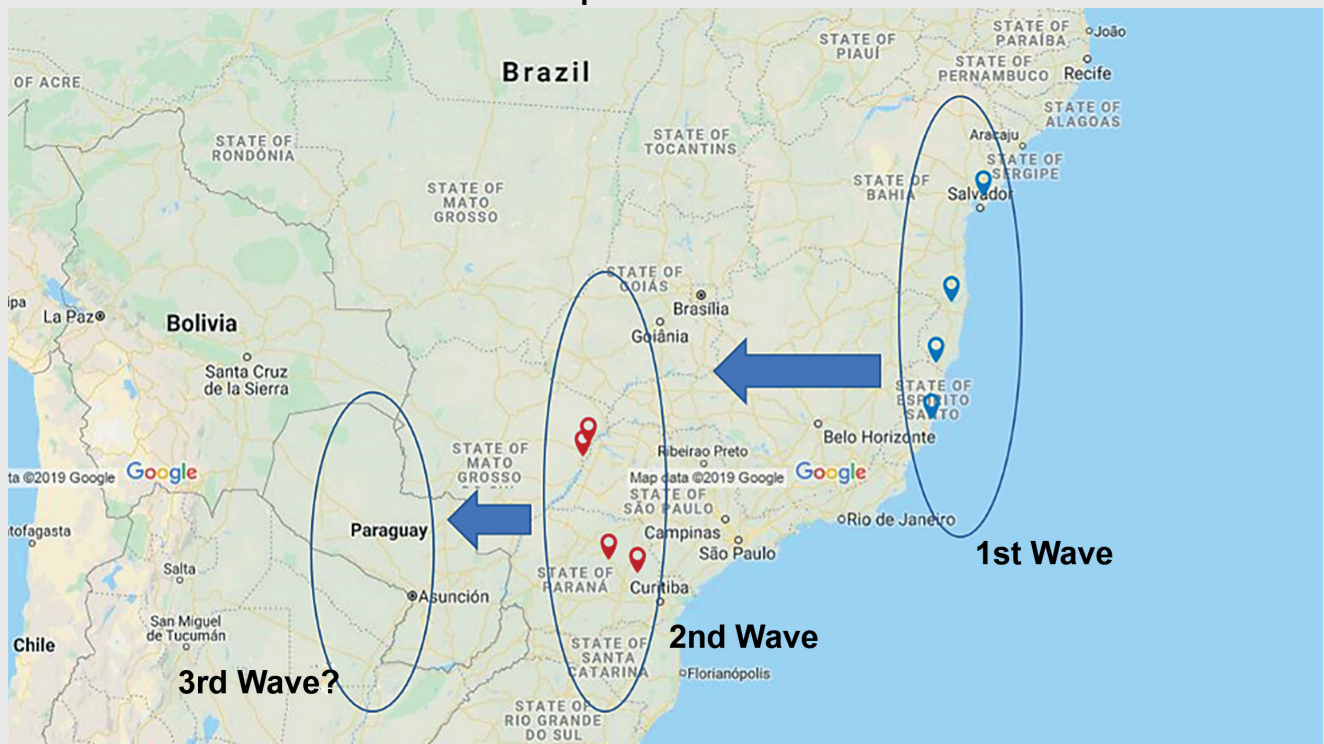 STATE OF
PARAÍBA
João
STATE OF
PIAUÍ
STATE OF
PERNAMBUCO
Recife
Brazil
OF ACRE
STATE OF
ALAGOAS
STATE OF
RONDÔNIA
STATE OF
TOCANTINS
Aracaju
STATE OF
SERGIPE
STATE OF
MATO
GROSSO
STATE OF
BAHIA
Salvador
STATE OF
GOIÁS
Brasília
Goiânia
ipa
La Paz
Bolivia
Santa Cruz
de la Sierra
STATE OF
ESPÍRITO
SANTO
Belo Horizonte
STATE OF
MATO
GROSSO
Ribeirao Preto
ta ©2019 Google
Google
Map data ©2019 Google
Google
STATE OF
SÃO PAULO
Campinas
São Paulo
Rio de Janeiro
1st Wave
tofagasta
Paraguay
Salta
STATE OF
PARANÁ
Curitiba
Asunción
San Miguel
de Tucumán
Chile
2nd Wave
STATE OF
SANTA
CATARINA
Florianópolis
3rd Wave?
STATE OF
RIO GRANDE
DO SUL